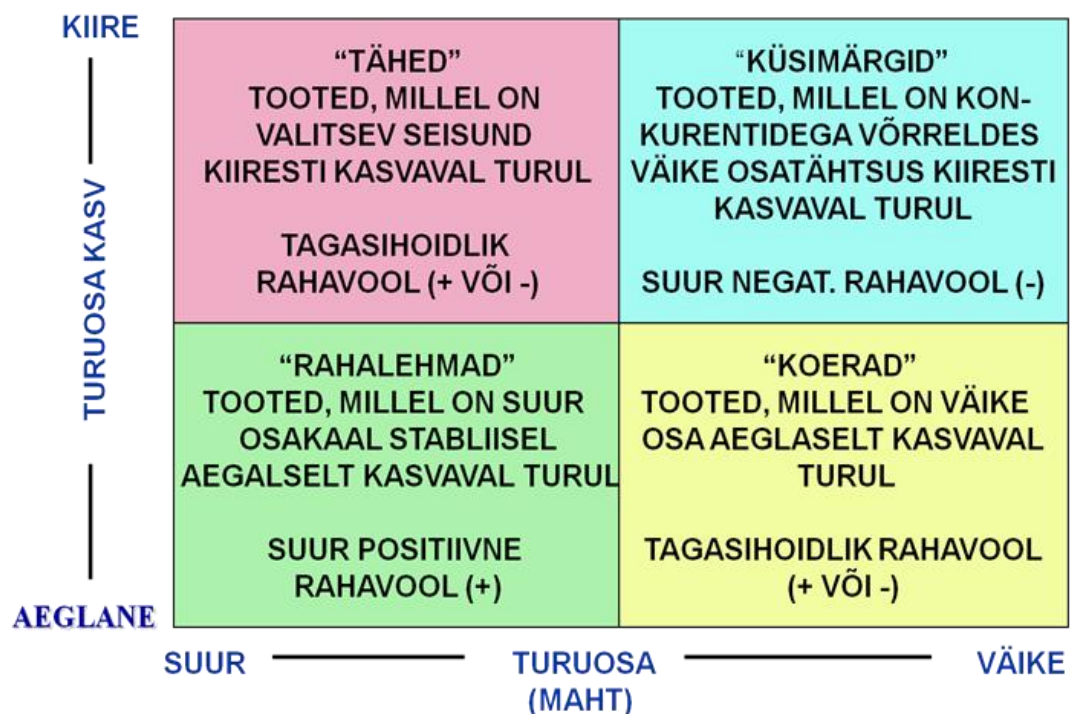 KIIRE
TURUOSA KASV
AEGLANE
“TÄHED”
TOOTED, MILLEL ON
VALITSEV SEISUND
KIIRESTI KASVAVAL TURUL
TAGASIHOIDLIK
RAHAVOOL (+ VÕI -)
“KÜSIMÄRGID”
TOOTED, MILLEL ON KON-
KURENTIDEGA VÕRRELDES
VÄIKE OSATÄHTSUS KIIRESTI
KASVAVAL TURUL
SUUR NEGAT. RAHAVOOL (-)
“RAHALEHMAD”
TOOTED, MILLEL ON SUUR
OSAKAAL STABLIISEL
AEGALSELT KASVAVAL TURUL
SUUR POSITIIVNE
RAHAVOOL (+)
“KOERAD”
TOOTED, MILLEL ON VÄIKE
OSA AEGLASELT KASVAVAL
TURUL
TAGASIHOIDLIK RAHAVOOL
(+ VÕI -)
SUUR
TURUOSA
(MAHT)
VÄIKE